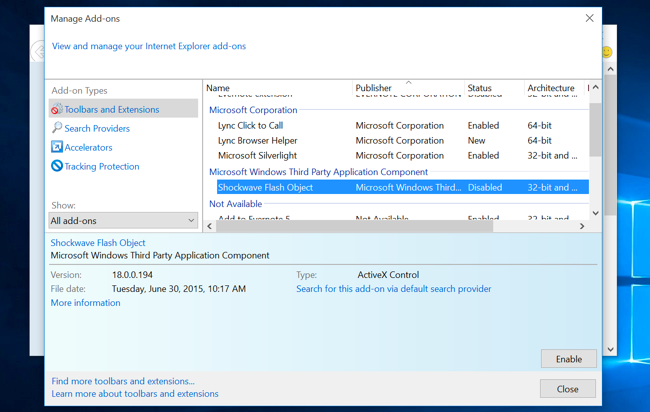 Manage Add-ons
View and manage your Internet Explorer add-ons
Add-on Types
Toolbars and Extensions
Search Providers
Accelerators
Tracking Protection
Show:
All add-ons
Name Publisher Status Architecture
Evernote extension EVERNOTE CORPORATION Disabled 32-bit and ...
Microsoft Corporation
Lync Click to Call Microsoft Corporation Enabled 64-bit
Lync Browser Helper Microsoft Corporation New 64-bit
Microsoft Silverlight Microsoft Corporation Enabled 32-bit and ...
Microsoft Windows Third Party Application Component
Shockwave Flash Object Microsoft Windows Third... Disabled 32-bit and ...
Not Available
Add to Evernote 5 Not Available Enabled 32-bit and ...
Shockwave Flash Object
Microsoft Windows Third Party Application Component
Version: 18.0.0.194 Type: ActiveX Control
File date: Tuesday, June 30, 2015, 10:17 AM Search for this add-on via default search provider
More information
Enable
Find more toolbars and extensions...
Learn more about toolbars and extensions
Close